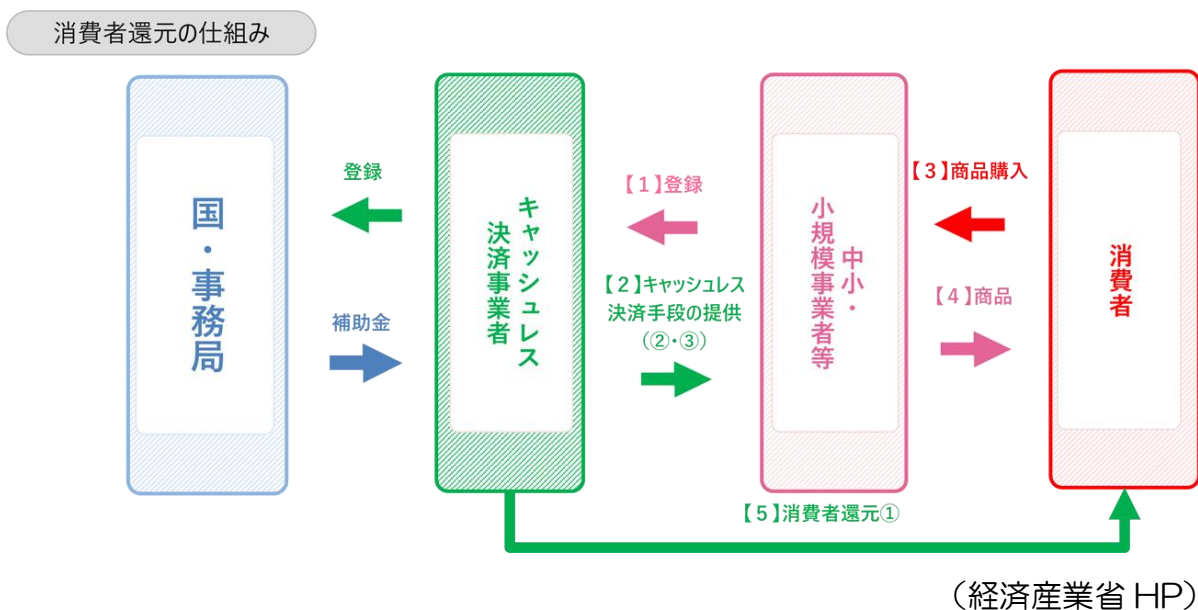 消費者還元の仕組み
国・事務局
登録
補助金
キャッシュレス
決済事業者
【1】登録
【2】キャッシュレス
決済手段の提供
(②・③)
中小・
小規模事業者等
【3】商品購入
【4】商品
消費者
【5】消費者還元①
(経済産業省 HP)